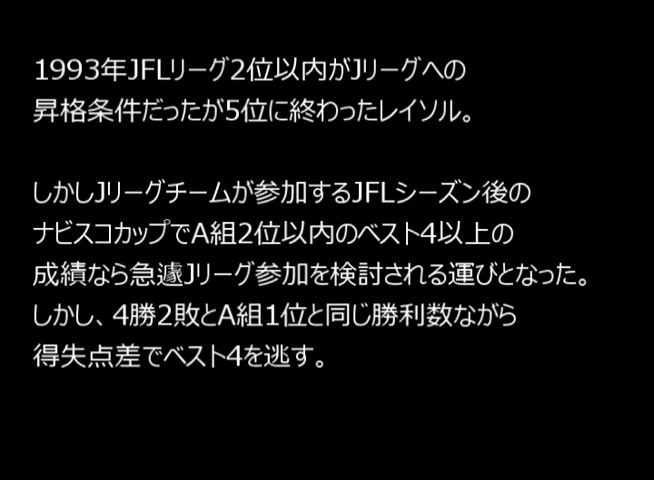 1993年JFLリーグ2位以内がJリーグへの
昇格条件だったが5位に終わったレイソル。
しかしJリーグチームが参加するJFLシーズン後の
ナビスコカップでA組2位以内のベスト4以上の
成績なら急遽Jリーグ参加を検討される運びとなった。
しかし、4勝2敗とA組1位と同じ勝利数ながら
得失点差でベスト4を逃す。